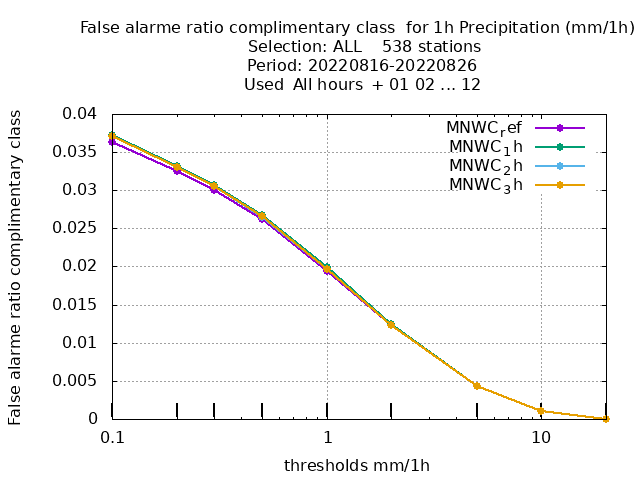 False alarme ratio complimentary class  for 1h Precipitation (mm/1h)
Selection: ALL    538 stations
Period: 20220816-20220826
Used  All hours  + 01 02 ... 12
False alarme ratio complimentary class
0.04
0.035
0.03
0.025
0.02
0.015
0.01
0.005
0
MNWC_ref
MNWC_1h
MNWC_2h
MNWC_3h
0.1
1
10
thresholds mm/1h